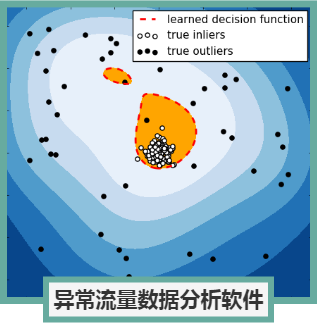 learned decision function
true inliers
true outliers
异常流量数据分析软件